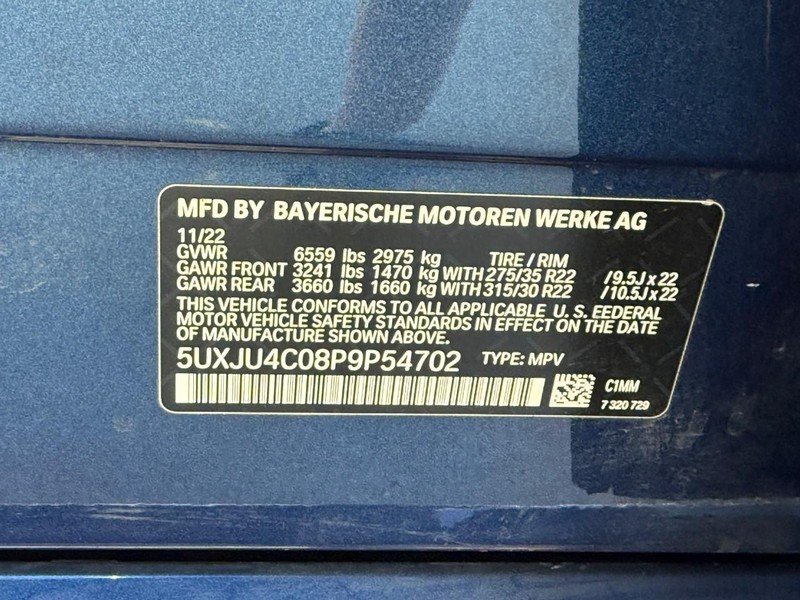 MFD BY BAYERISCHE MOTOREN WERKE AG
11/22
GVWR 6559 lbs 2975 kg TIRE / RIM
GAWR FRONT 3241 lbs 1470 kg WITH 275/35 R22 / 9.5J x 22
GAWR REAR 3660 lbs 1660 kg WITH 315/30 R22 / 10.5J x 22
THIS VEHICLE CONFORMS TO ALL APPLICABLE U. S. EEDERAL
MOTOR VEHICLE SAFETY STANDARDS IN EFFECT ON THE DATE
OF MANUFACTURE SHOWN ABOVE.
5UXJU4C08P9P54702 TYPE: MPV
C1MM
7 320 729